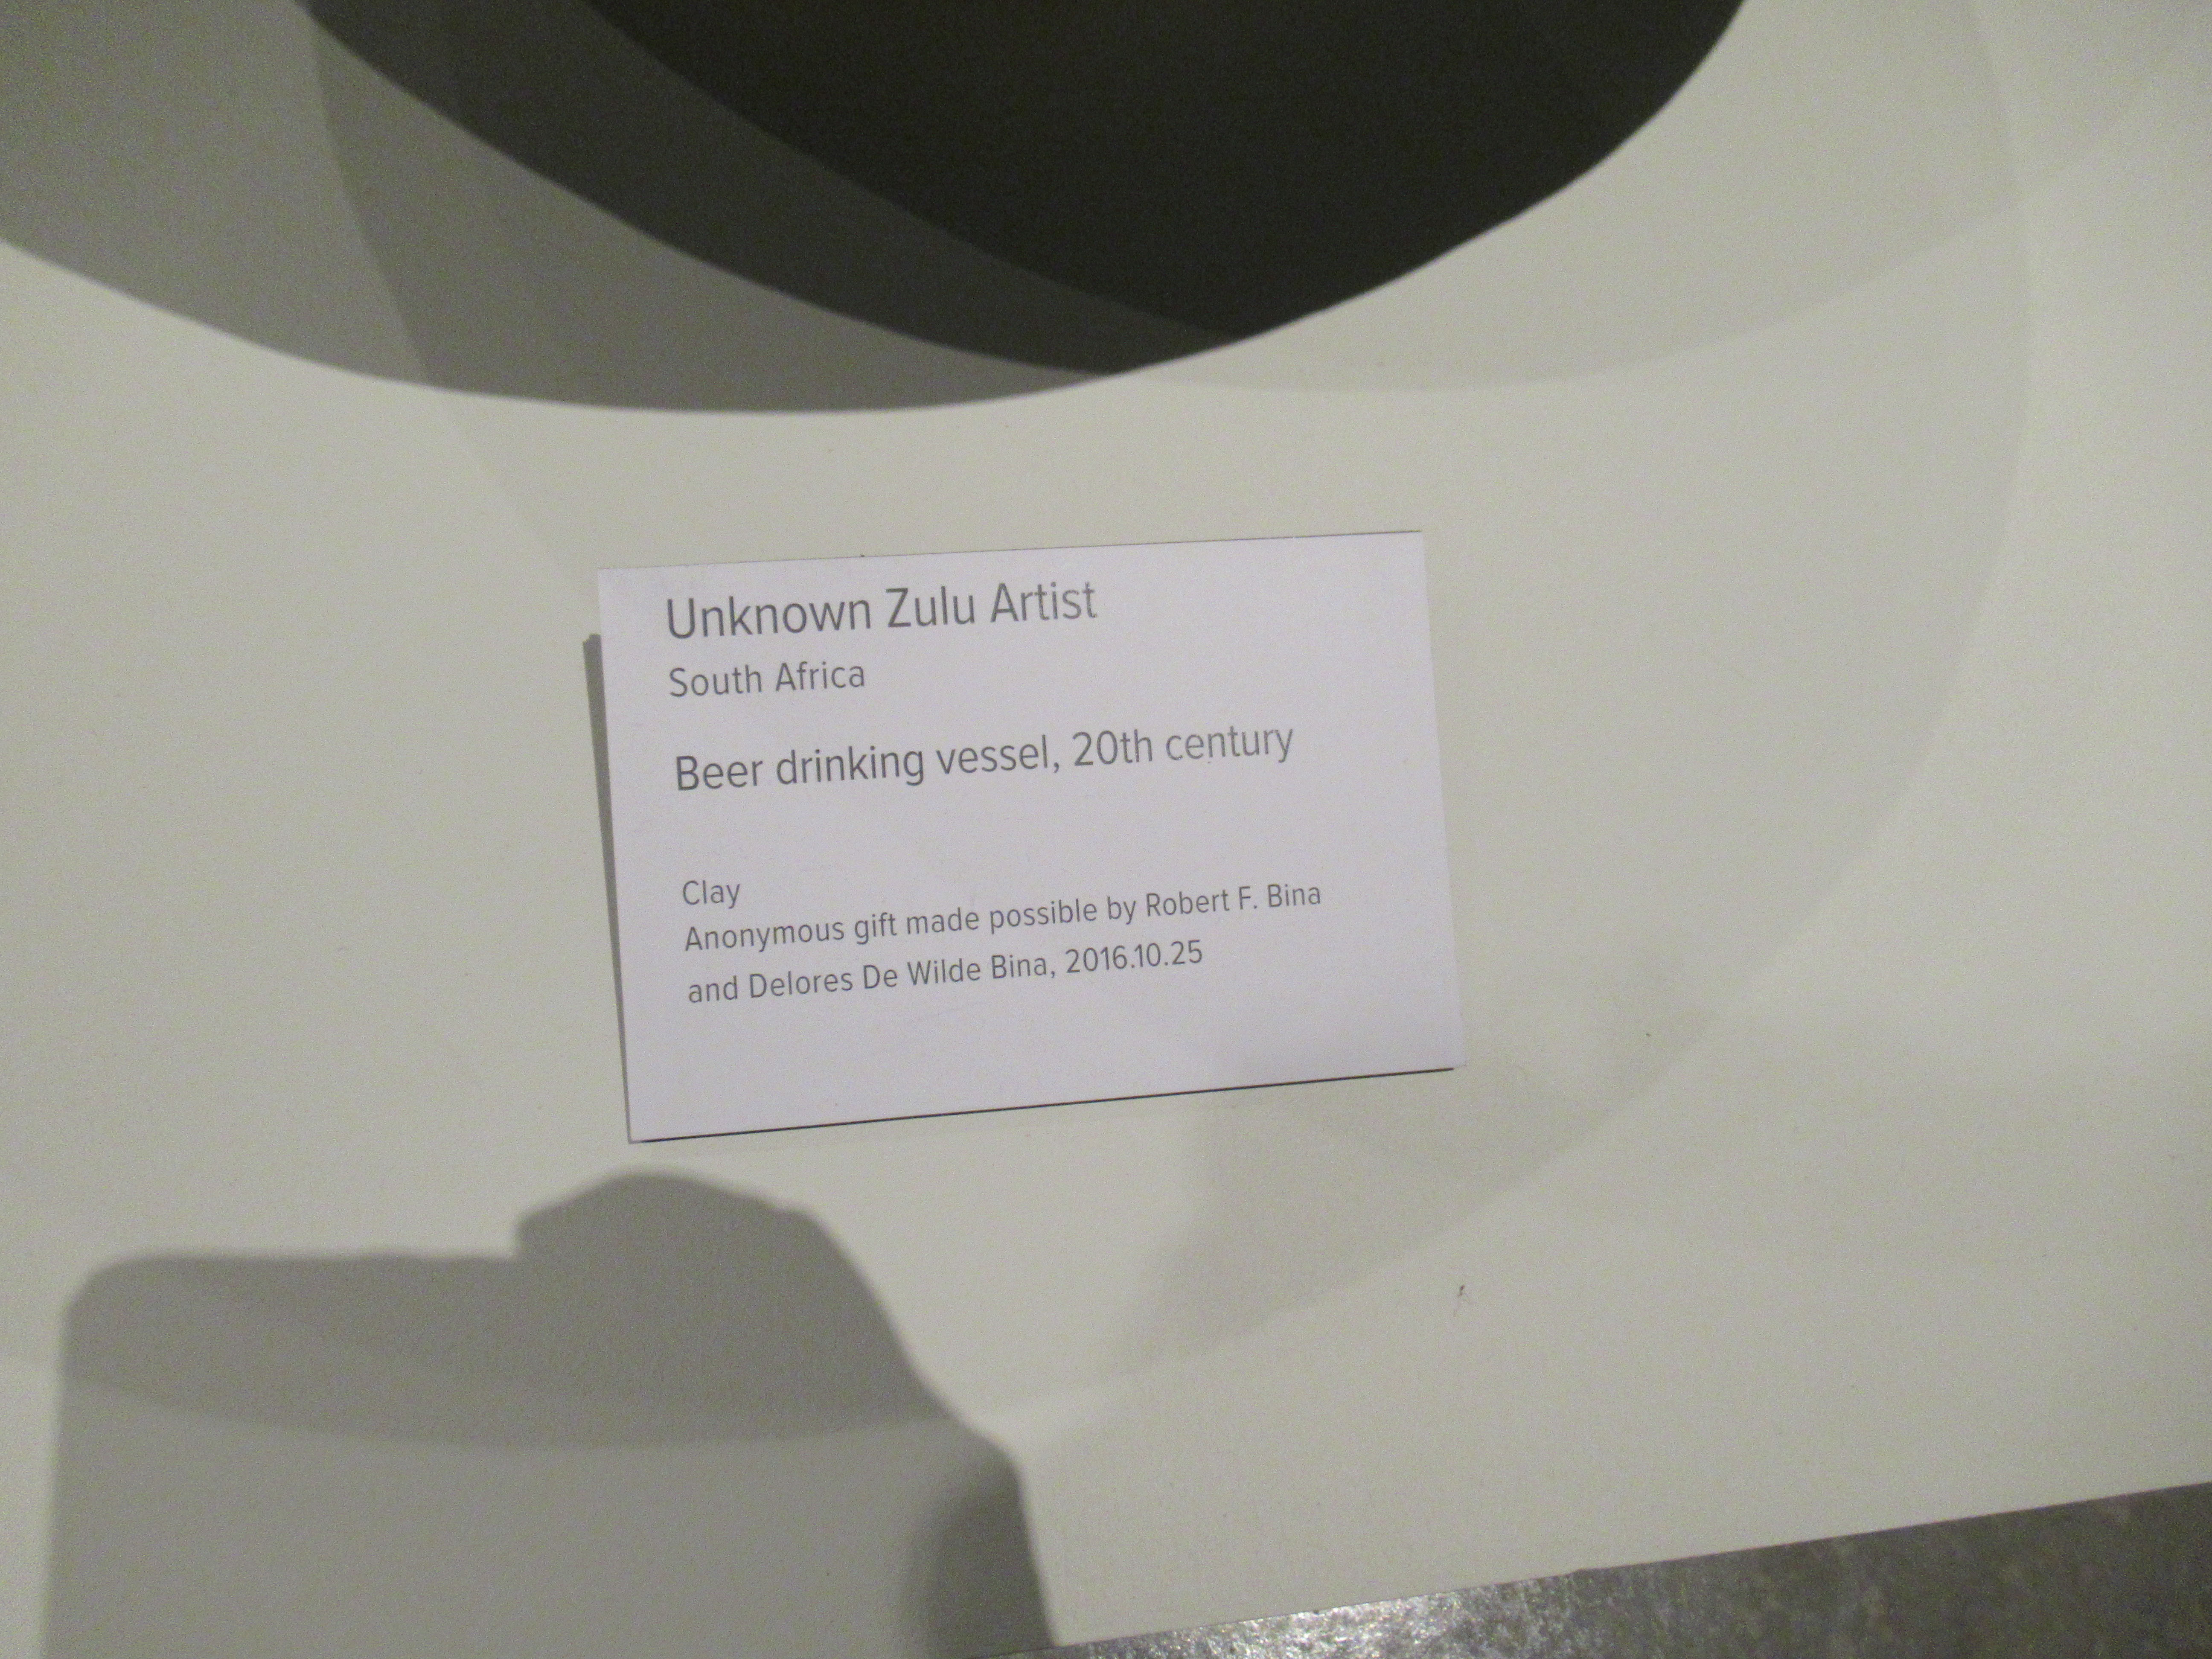 Unknown Zulu Artist
South Africa
Beer drinking vessel, 20th century
Clay
Anonymous gift made possible by Robert F. Bina
and Delores De Wilde Bina, 2016.10.25